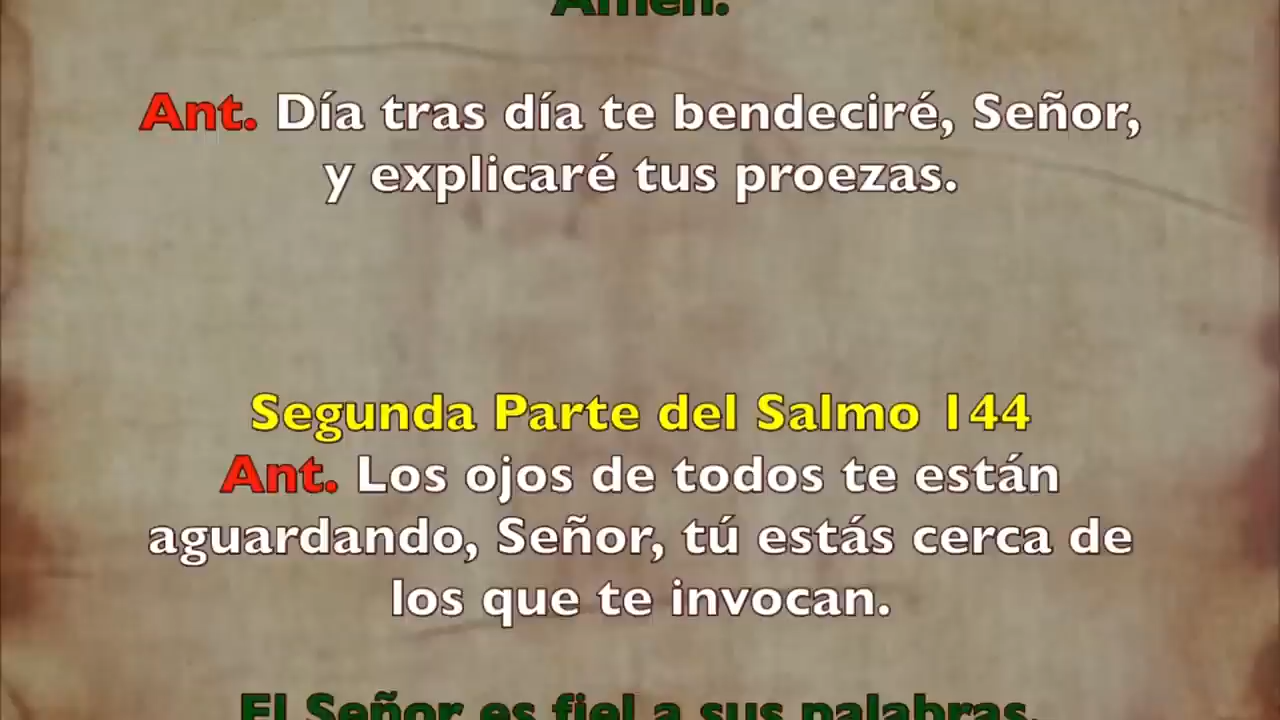 Amén.
Ant. Día tras día te bendeciré, Señor,
y explicaré tus proezas.
Segunda Parte del Salmo 144
Ant. Los ojos de todos te están
aguardando, Señor, tú estás cerca de
los que te invocan.
El Señor es fiel a sus palabras,